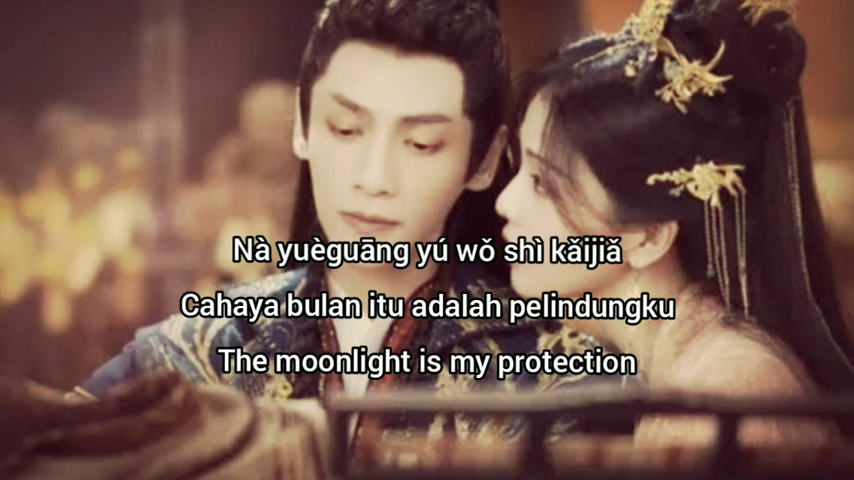 Nà yuèguāng yú wǒ shì kǎijiǎ
Cahaya bulan itu adalah pelindungku
The moonlight is my protection